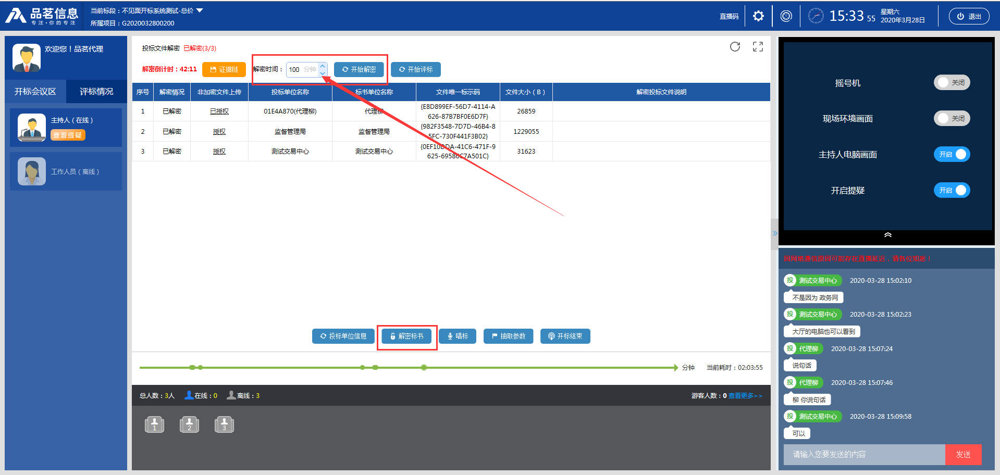 品茗信息
专注·你的专注
当前标段：不见面开标系统测试-总价
所属项目：G2020032800200
直播码
15:33 55
星期六
2020年3月28日
退出
欢迎您！品茗代理
开标会议区
评标情况
主持人（在线）
查看提疑
工作人员（离线）
投标文件解密 已解密(3/3)
解密倒计时：42:11
证据链
解密时间：
100 分钟
开始解密
开始评标
序号 解密情况 非加密文件上传 投标单位名称 标书单位名称 文件唯一标示码 文件大小（B） 解密投标文件说明
1 已解密 已授权 01E4A870(代理柳) 代理柳 {E8D899EF-56D7-4114-A
626-87B7BF0E6D7F} 26859
2 已解密 授权 监督管理局 监督管理局 {982F3548-7D7D-46B4-8
5FC-730F441F3B02} 1229055
3 已解密 授权 测试交易中心 测试交易中心 {0EF10DDA-41C6-471F-9
625-69586C7A501C} 31623
投标单位信息
解密标书
唱标
抽取参数
开标结束
分钟
当前耗时：02:03:55
总人数：3人 在线：0 离线：3
游客人数：0 查看更多>>
1
2
3
摇号机 关闭
现场环境画面 关闭
主持人电脑画面 开启
开启提疑 开启
因网络通信原因可能存在直播延迟，请各位知悉！
投 测试交易中心 2020-03-28 15:02:10
不是因为 政务网
投 测试交易中心 2020-03-28 15:02:23
大厅的电脑也可以看到
投 代理柳 2020-03-28 15:07:24
说句话
投 代理柳 2020-03-28 15:07:46
柳 你说句话
投 测试交易中心 2020-03-28 15:09:58
可以
请输入您要发送的内容
发送